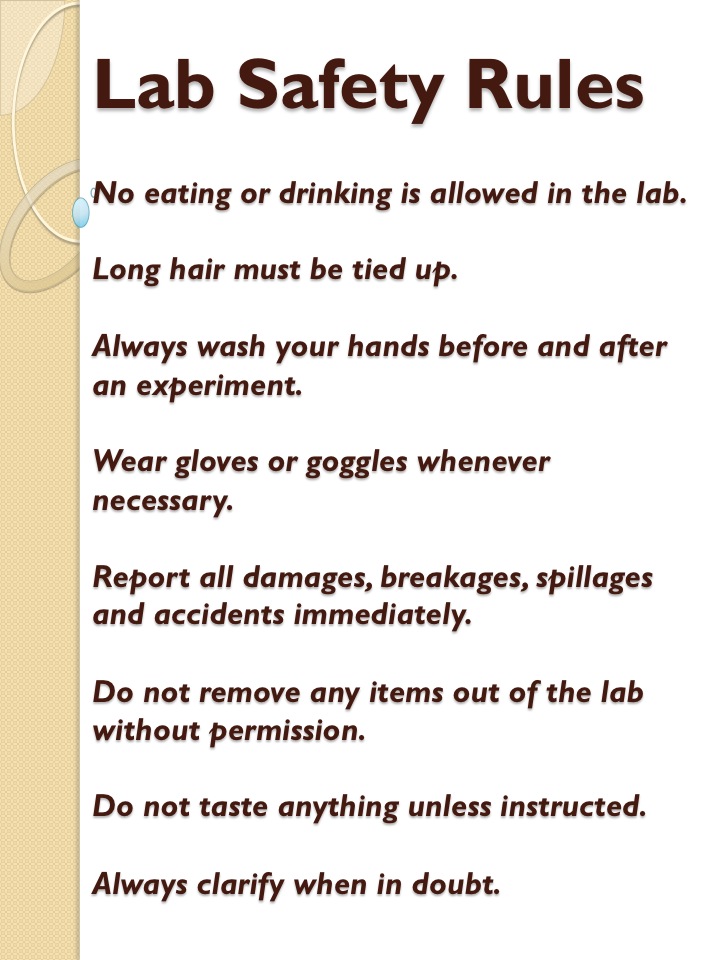 Lab Safety Rules
No eating or drinking is allowed in the lab.
Long hair must be tied up.
Always wash your hands before and after
an experiment.
Wear gloves or goggles whenever
necessary.
Report all damages, breakages, spillages
and accidents immediately.
Do not remove any items out of the lab
without permission.
Do not taste anything unless instructed.
Always clarify when in doubt.